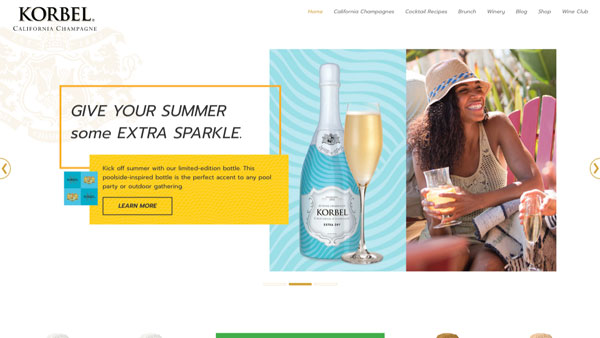 KORBEL
CALIFORNIA CHAMPAGNE
Home California Champagnes Cocktail Recipes Brunch Winery Blog Shop Wine Club
GIVE YOUR SUMMER
some EXTRA SPARKLE.
Kick off summer with our limited-edition bottle. This
poolside-inspired bottle is the perfect accent to any pool
party or outdoor gathering
LEARN MORE
KORBEL
EXTRA DRY